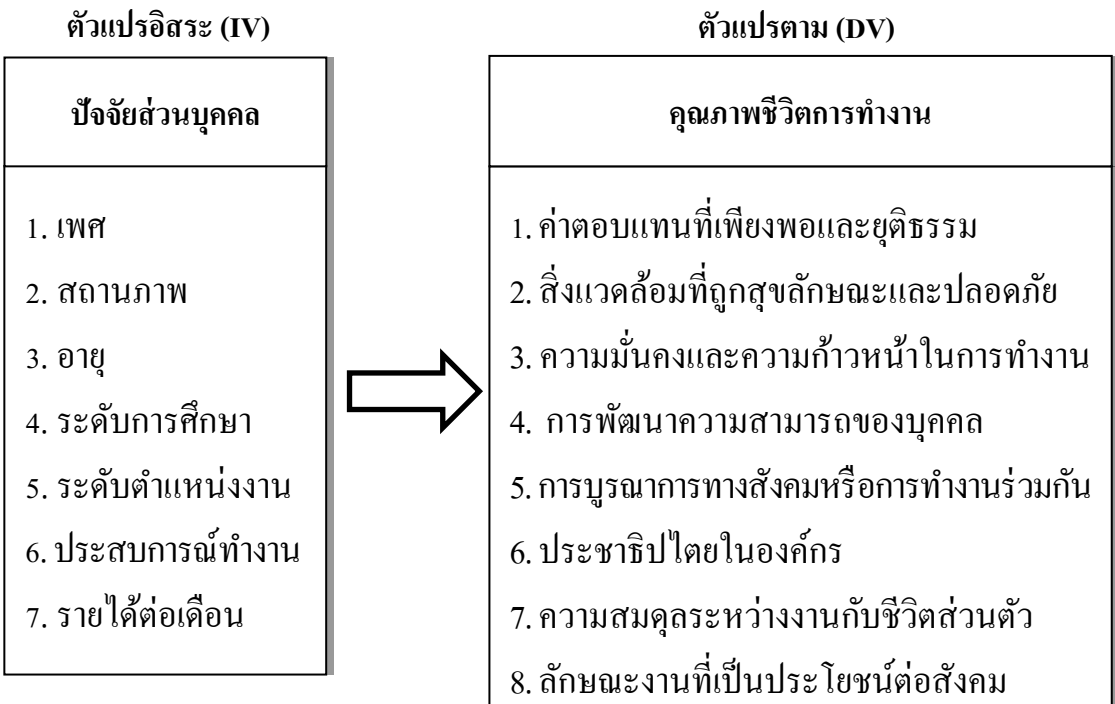 ตัวแปรอิสระ (IV)
ปัจจัยส่วนบุคคล
1. เพศ
2. สถานภาพ
3. อายุ
4. ระดับการศึกษา
5. ระดับตำแหน่งงาน
6. ประสบการณ์ทำงาน
7. รายได้ต่อเดือน
ตัวแปรตาม (DV)
คุณภาพชีวิตการทำงาน
1. ค่าตอบแทนที่เพียงพอและยุติธรรม
2. สิ่งแวดล้อมที่ถูกสุขลักษณะและปลอดภัย
3. ความมั่นคงและความก้าวหน้าในการทำงาน
4. การพัฒนาความสามารถของบุคคล
5. การบูรณาการทางสังคมหรือการทำงานร่วมกัน
6. ประชาธิปไตยในองค์กร
7. ความสมดุลระหว่างงานกับชีวิตส่วนตัว
8. ลักษณะงานที่เป็นประโยชน์ต่อสังคม